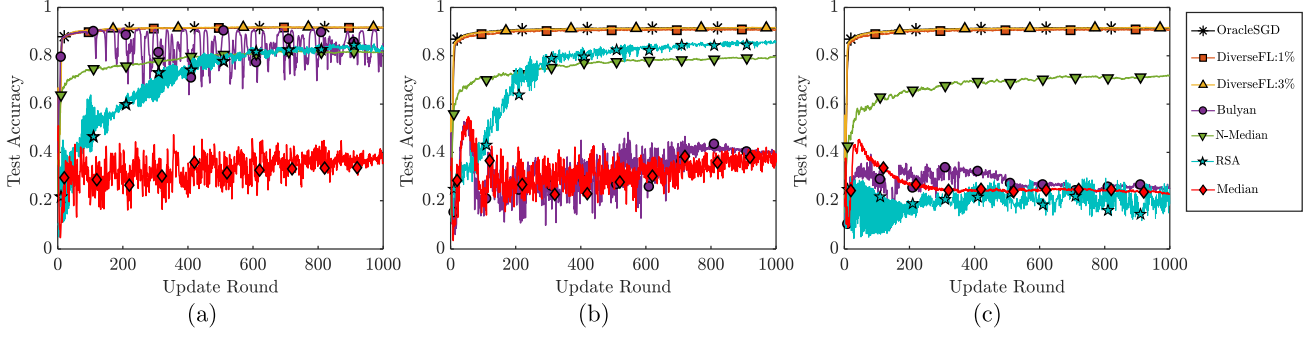 1
0.8
0.6
0.4
0.2
0
Test Accuracy
0 200 400 600 800 1000
Update Round
(a)
1
0.8
0.6
0.4
0.2
0
Test Accuracy
0 200 400 600 800 1000
Update Round
(b)
1
0.8
0.6
0.4
0.2
0
Test Accuracy
0 200 400 600 800 1000
Update Round
(c)
OracleSGD
DiverseFL:1%
DiverseFL:3%
Bulyan
N-Median
RSA
Median